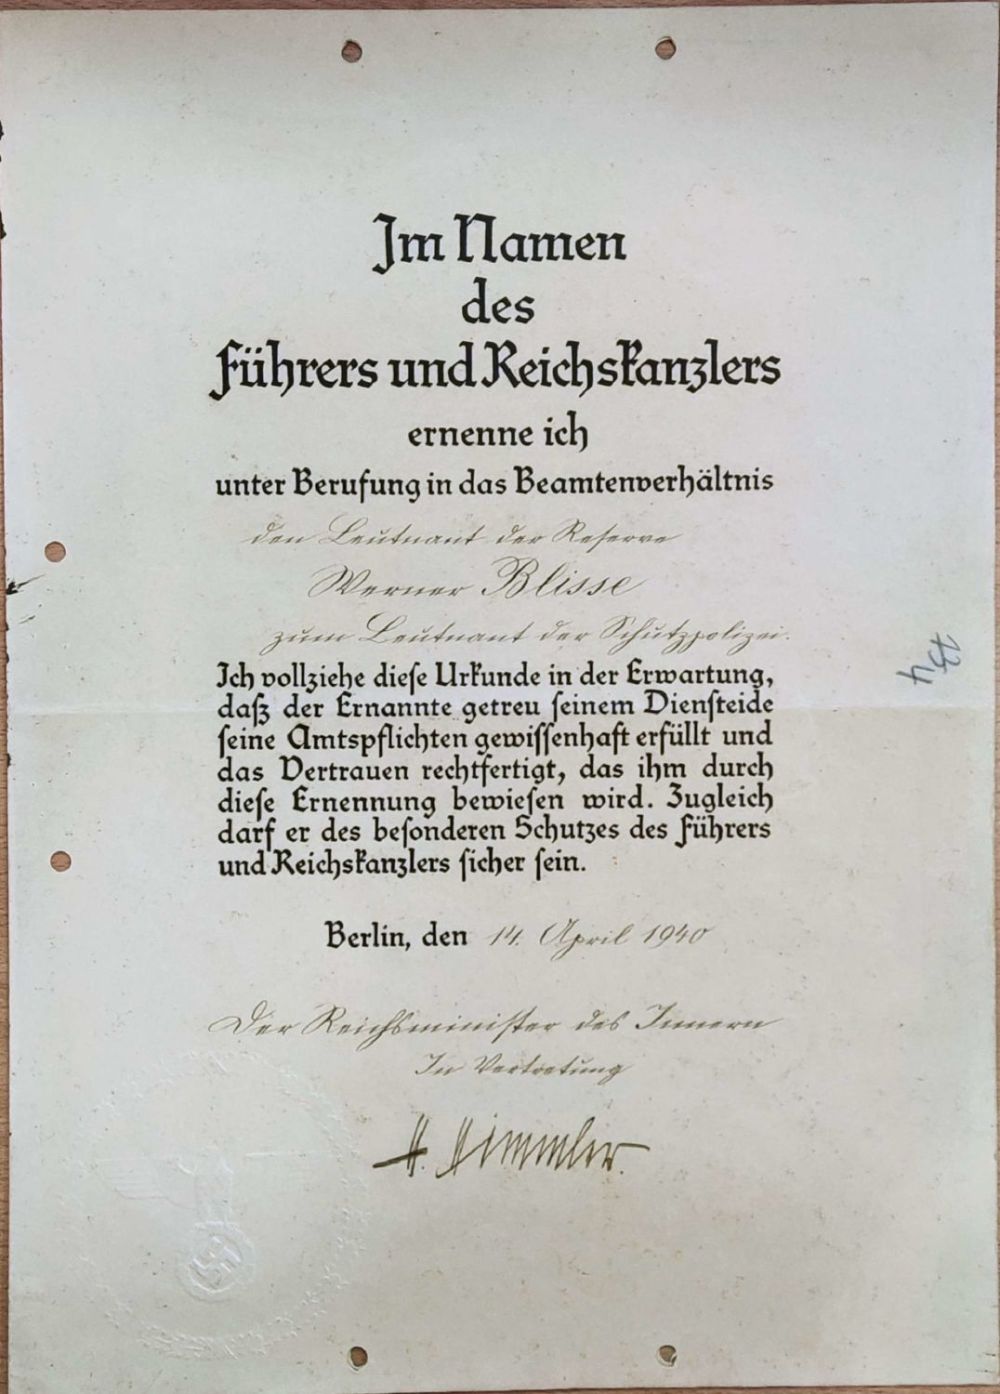 Im Namen
des
Führers und Reichskanzlers
ernenne ich
unter Berufung in das Beamtenverhältnis
den Leutnant der Reserve
Werner Blisse
zum Leutnant der Schutzpolizei.
Ich vollziehe dieſe Urkunde in der Erwartung,
daß der Ernannte getreu ſeinem Dienſteide
ſeine Amtspflichten gewiſſenhaft erfüllt und
das Vertrauen rechtfertigt, das ihm durch
dieſe Ernennung bewieſen wird. Zugleich
darf er des beſonderen Schutzes des Führers
und Reichskanzlers ſicher ſein.
Berlin, den 14. April 1940
Der Reichsminister des Innern
In Vertretung
H. Himmler.